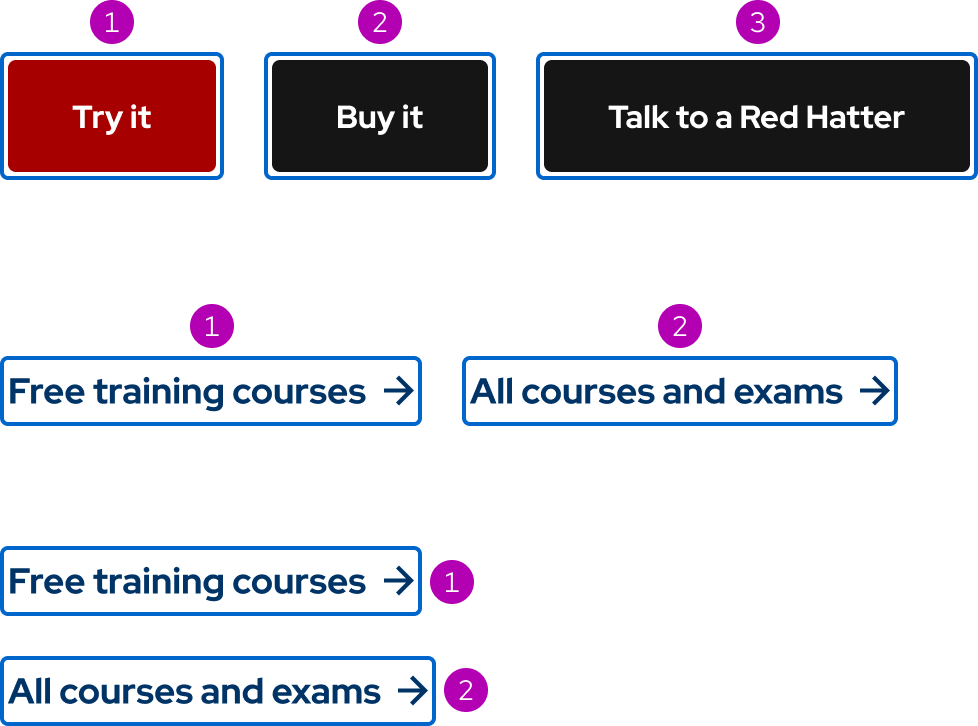 1 2 3
Try it Buy it Talk to a Red Hatter
1 2
Free training courses → All courses and exams →
Free training courses → 1
All courses and exams → 2